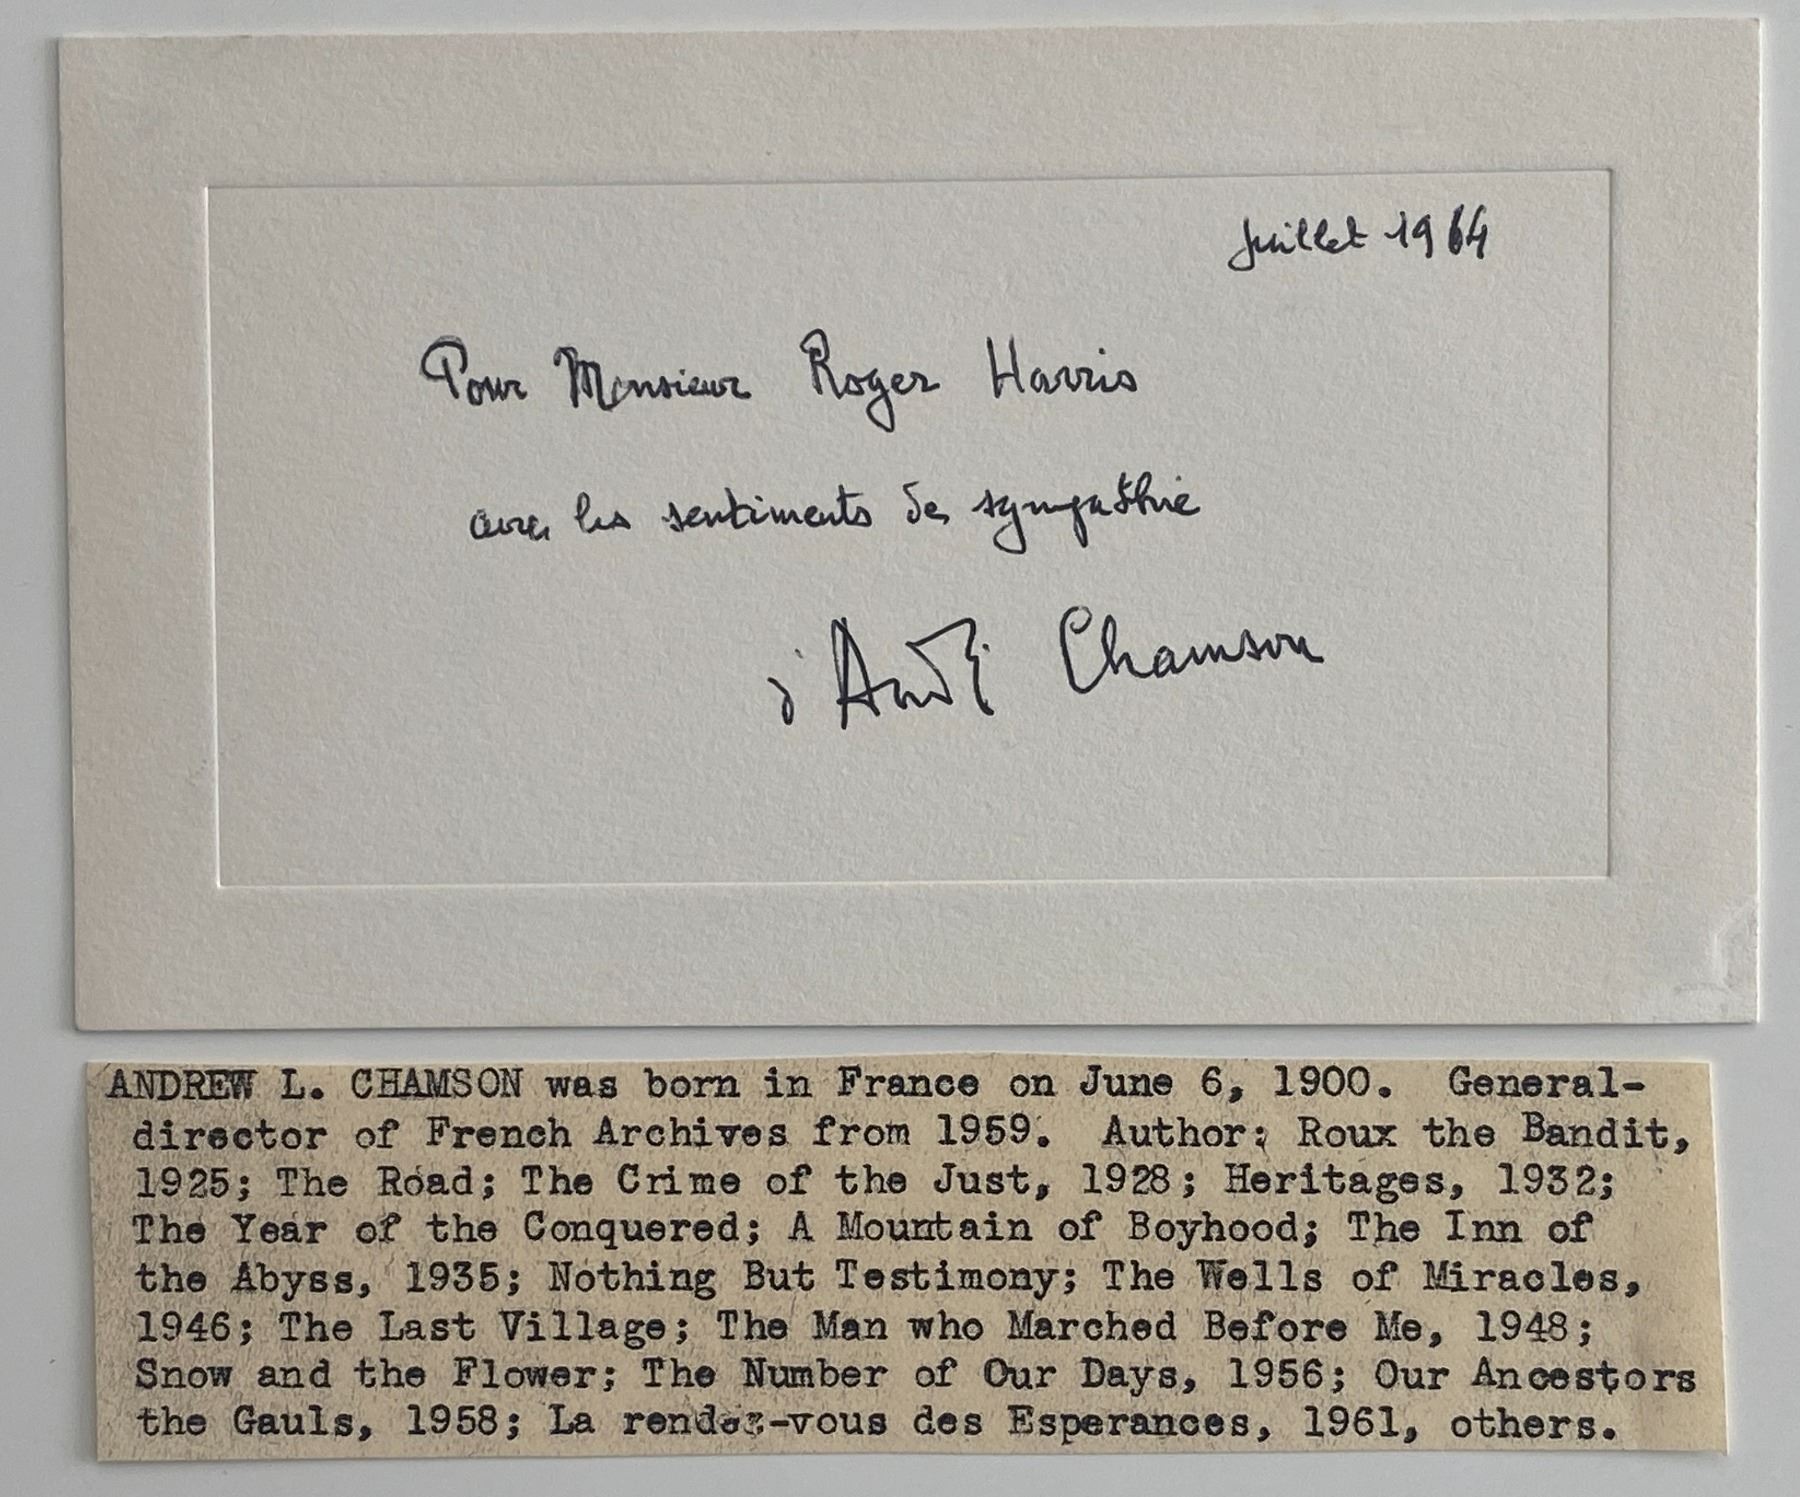 Juillet 1964
Pour Monsieur Roger Harris
avec les sentiments de sympathie
d'André Chamson
ANDREW L. CHAMSON was born in France on June 6, 1900. General-
director of French Archives from 1959. Author: Roux the Bandit,
1925; The Road; The Crime of the Just, 1928; Heritages, 1932;
The Year of the Conquered; A Mountain of Boyhood; The Inn of
the Abyss, 1935; Nothing But Testimony; The Wells of Miracles,
1946; The Last Village; The Man who Marched Before Me, 1948;
Snow and the Flower; The Number of Our Days, 1956; Our Ancestors
the Gauls, 1958; La rendez-vous des Esperances, 1961, others.